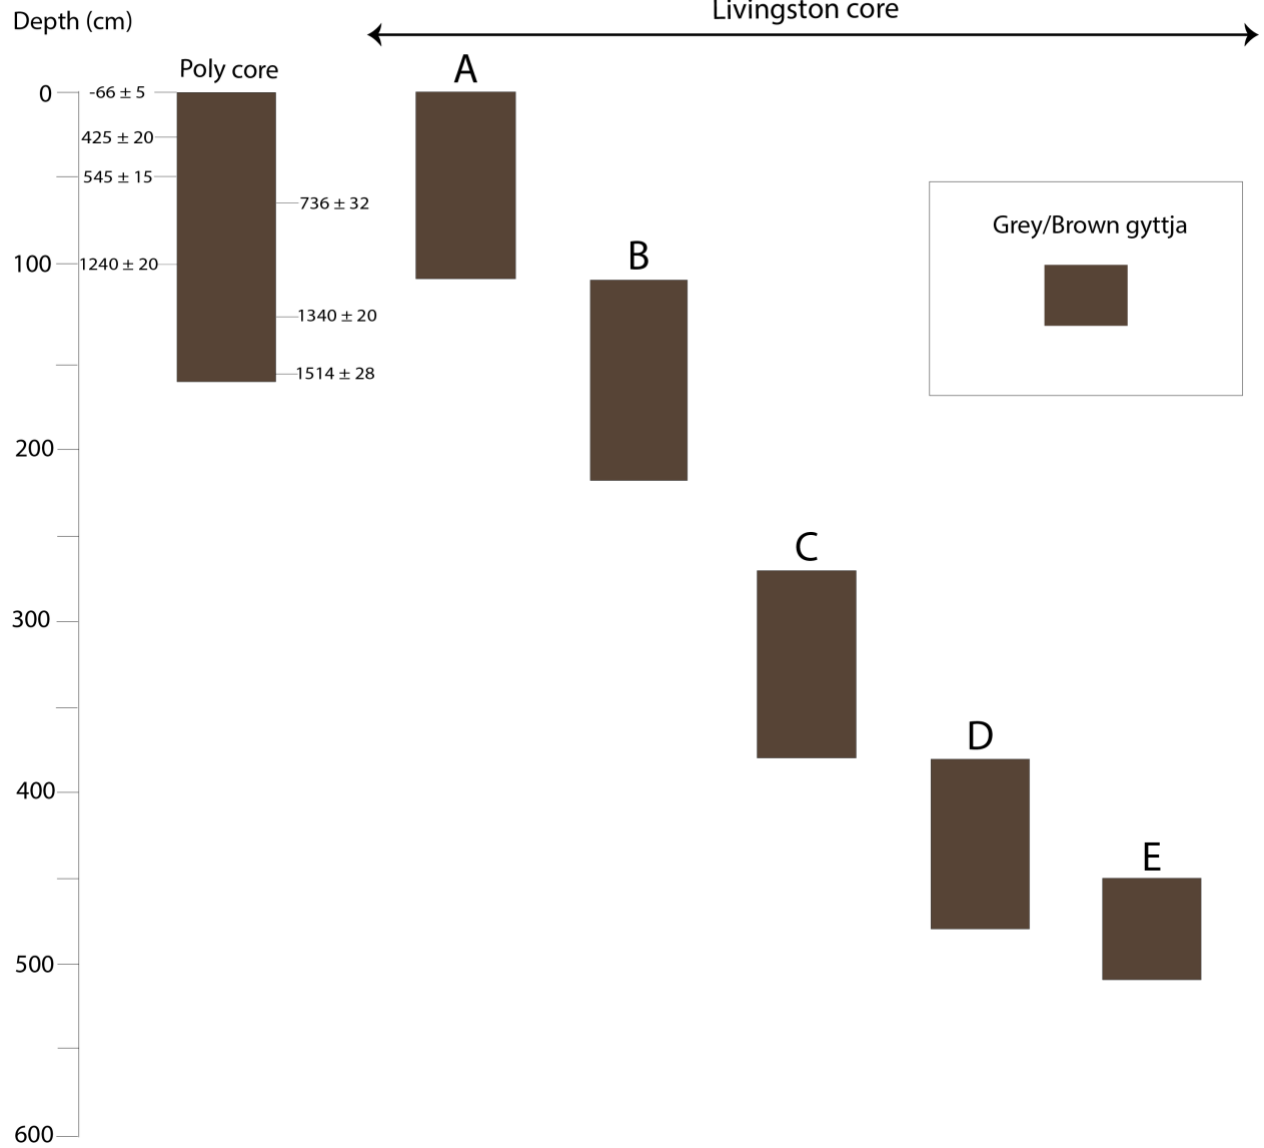 Livingston core
Depth (cm)
Poly core
A
0
-66 ± 5
425 ± 20
545 ± 15
736 ± 32
Grey/Brown gyttja
100
1240 ± 20
B
1340 ± 20
1514 ± 28
200
C
300
D
400
E
500
600